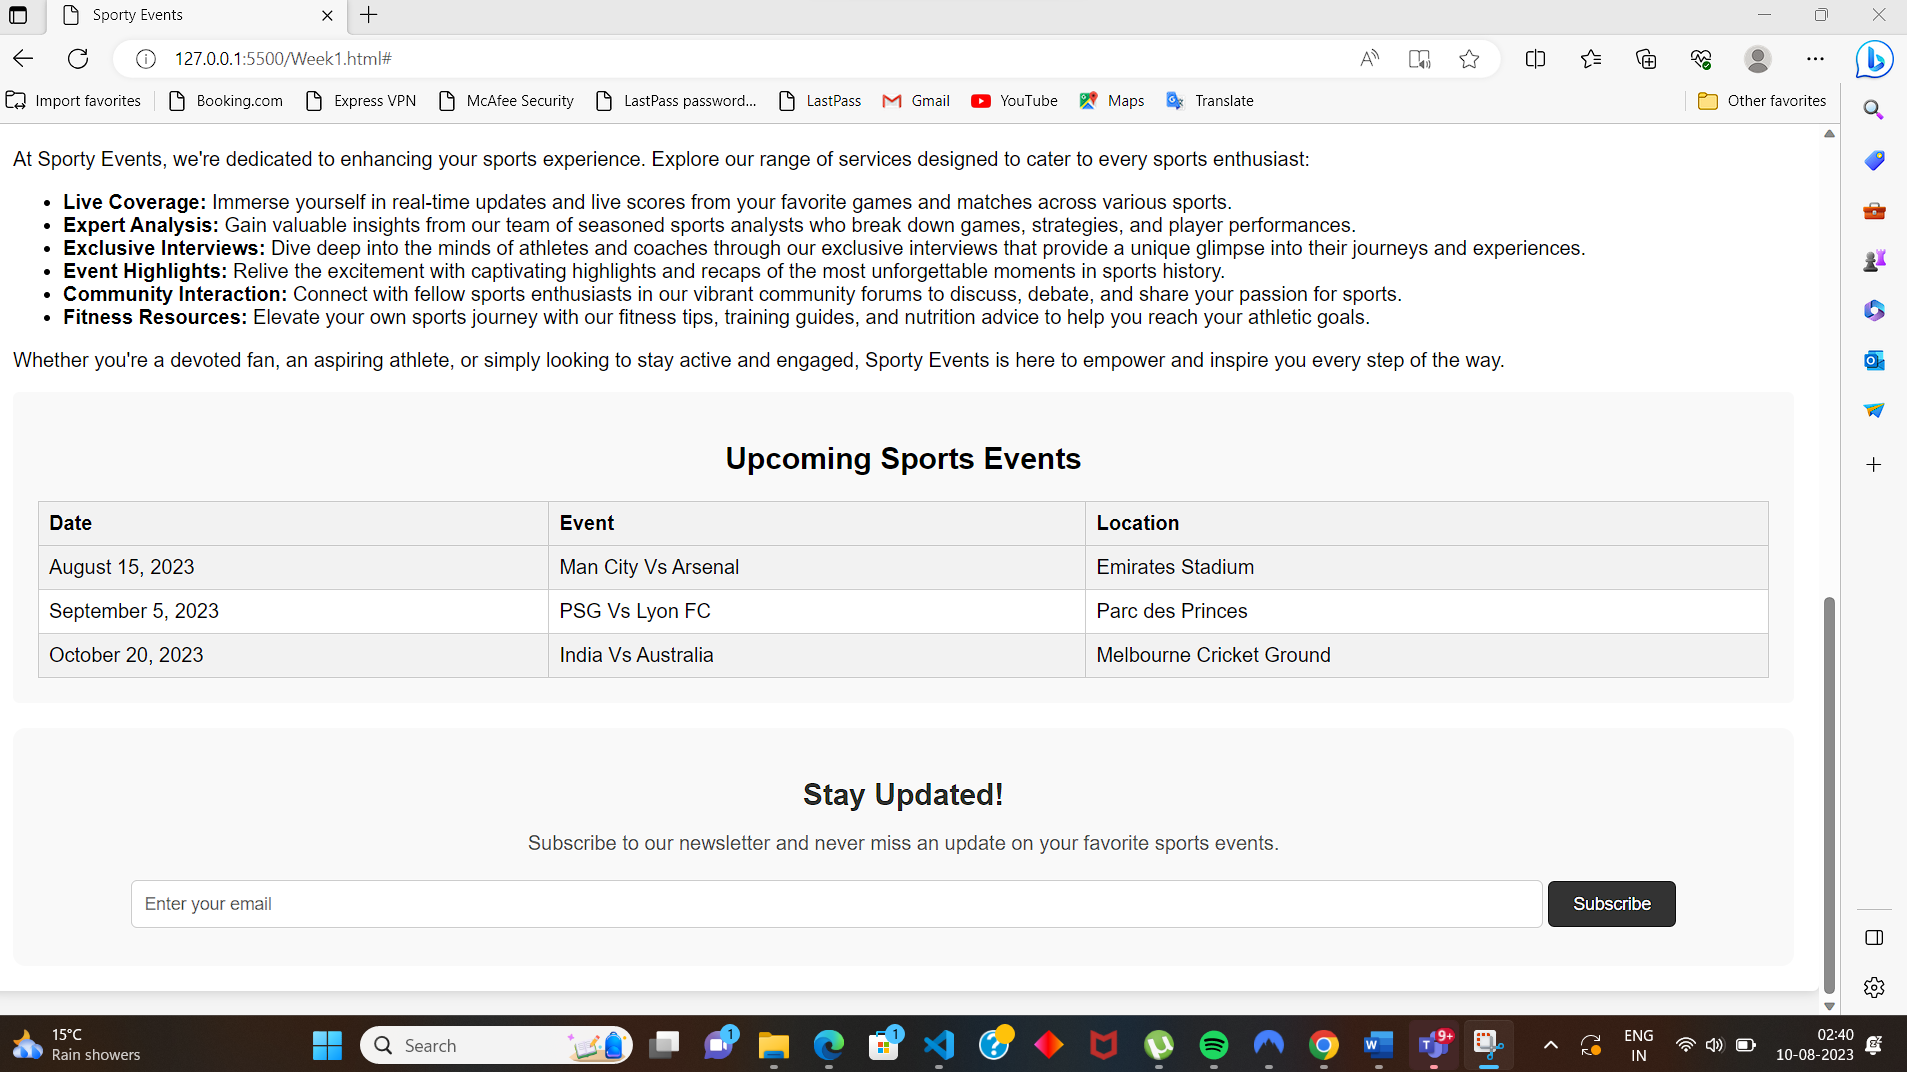 Sporty Events
127.0.0.1:5500/Week1.html#
Import favorites Booking.com Express VPN McAfee Security LastPass password... LastPass Gmail YouTube Maps Translate Other favorites
At Sporty Events, we're dedicated to enhancing your sports experience. Explore our range of services designed to cater to every sports enthusiast:
• Live Coverage: Immerse yourself in real-time updates and live scores from your favorite games and matches across various sports.
• Expert Analysis: Gain valuable insights from our team of seasoned sports analysts who break down games, strategies, and player performances.
• Exclusive Interviews: Dive deep into the minds of athletes and coaches through our exclusive interviews that provide a unique glimpse into their journeys and experiences.
• Event Highlights: Relive the excitement with captivating highlights and recaps of the most unforgettable moments in sports history.
• Community Interaction: Connect with fellow sports enthusiasts in our vibrant community forums to discuss, debate, and share your passion for sports.
• Fitness Resources: Elevate your own sports journey with our fitness tips, training guides, and nutrition advice to help you reach your athletic goals.
Whether you're a devoted fan, an aspiring athlete, or simply looking to stay active and engaged, Sporty Events is here to empower and inspire you every step of the way.
Upcoming Sports Events
Date Event Location
August 15, 2023 Man City Vs Arsenal Emirates Stadium
September 5, 2023 PSG Vs Lyon FC Parc des Princes
October 20, 2023 India Vs Australia Melbourne Cricket Ground
Stay Updated!
Subscribe to our newsletter and never miss an update on your favorite sports events.
Enter your email Subscribe
15°C
Rain showers
Search
1
1
9+
ENG
IN
02:40
10-08-2023